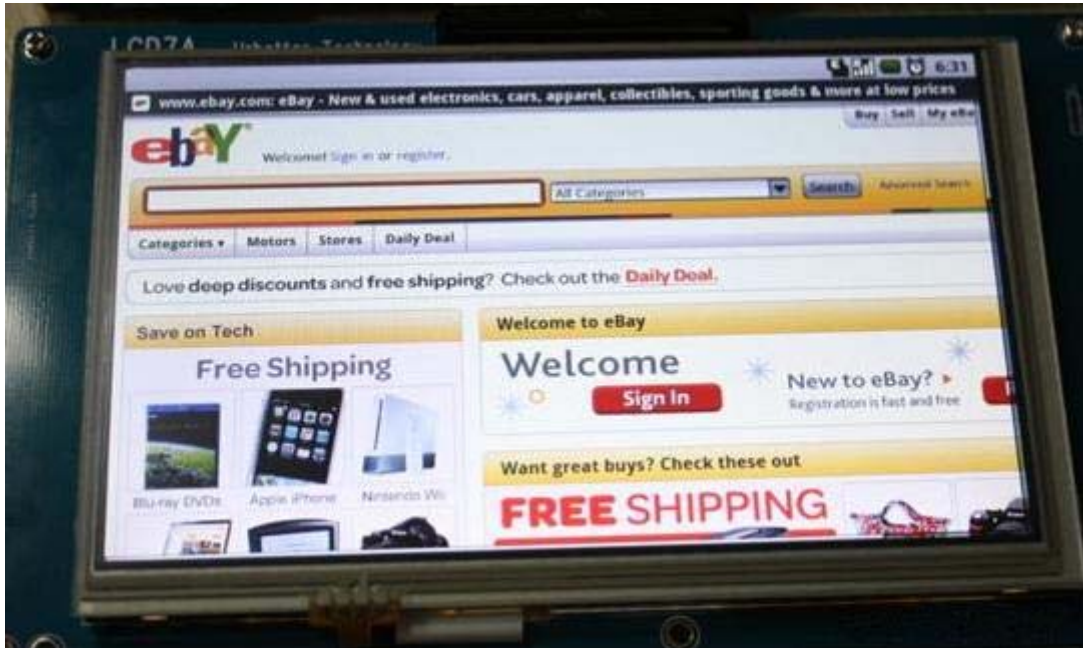 LCD7A Urbetter Technology
6:31
www.ebay.com: eBay - New & used electronics, cars, apparel, collectibles, sporting goods & more at low prices
Buy Sell My eBa
ebaY
Welcome! Sign in or register.
All Categories Search Advanced Search
Categories Motors Stores Daily Deal
Love deep discounts and free shipping? Check out the Daily Deal.
Save on Tech
Free Shipping
Blu-ray DVDs Apple iPhone Nintendo Wii
Welcome to eBay
Welcome
Sign In
New to eBay?
Registration is fast and free
Want great buys? Check these out
FREE SHIPPING